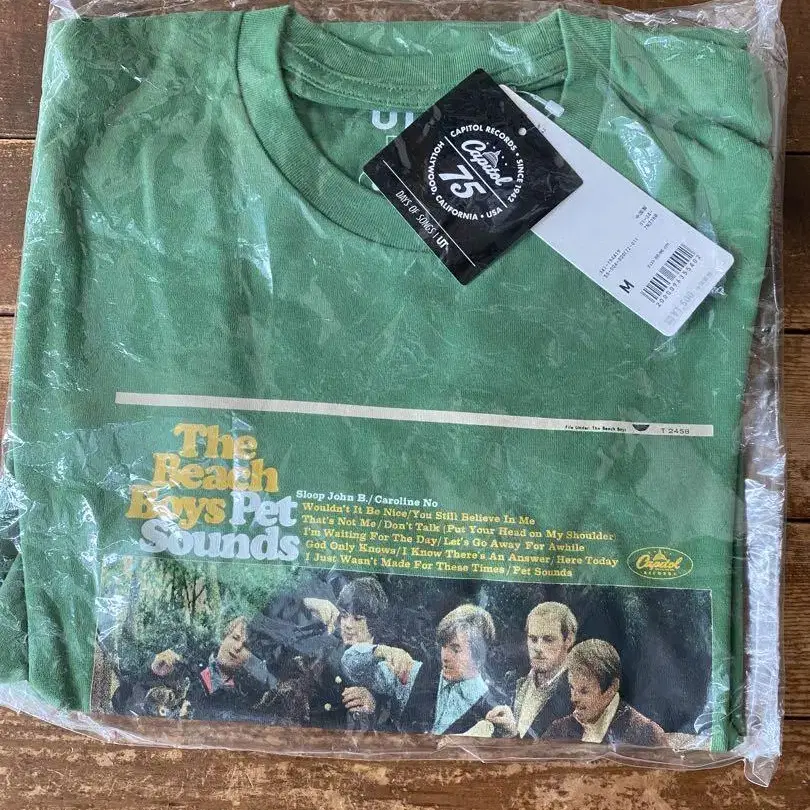 UT
CAPITOL RECORDS • SINCE 1942
HOLLYWOOD, CALIFORNIA • USA
Capitol
75
DAYS OF SONGS | UT
中国製
M
File Under: The Beach Boys
T 2458
The
Beach
Boys Pet
Sounds
Sloop John B./Caroline No
Wouldn't It Be Nice/You Still Believe In Me
That's Not Me/Don't Talk (Put Your Head on My Shoulder
I'm Waiting For The Day/Let's Go Away For Awhile
God Only Knows/I Know There's An Answer/Here Today
I Just Wasn't Made For These Times/Pet Sounds
Capitol
RECORDS